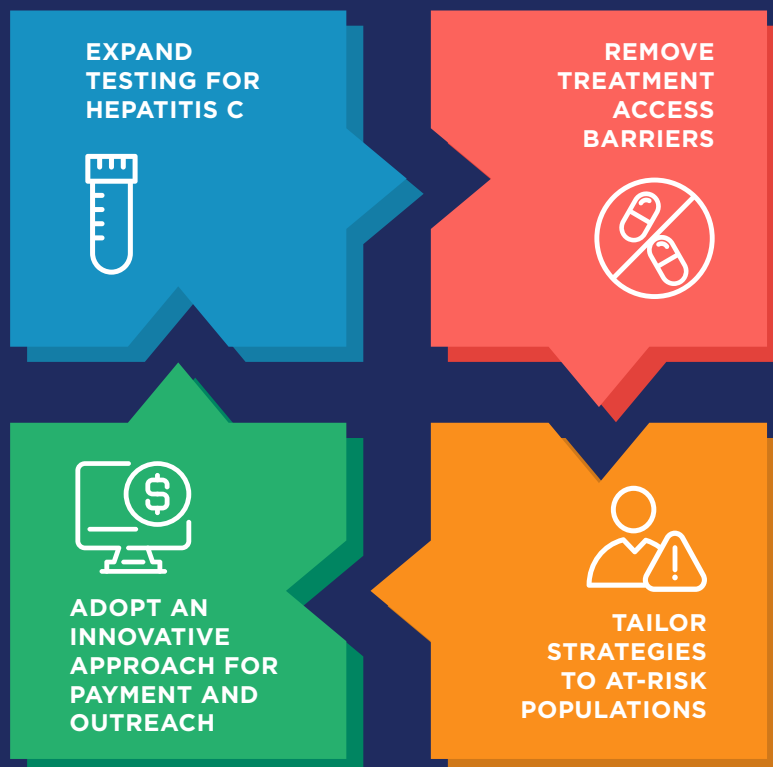 EXPAND
TESTING FOR
HEPATITIS C
REMOVE
TREATMENT
ACCESS
BARRIERS
$
ADOPT AN
INNOVATIVE
APPROACH FOR
PAYMENT AND
OUTREACH
!
TAILOR
STRATEGIES
TO AT-RISK
POPULATIONS